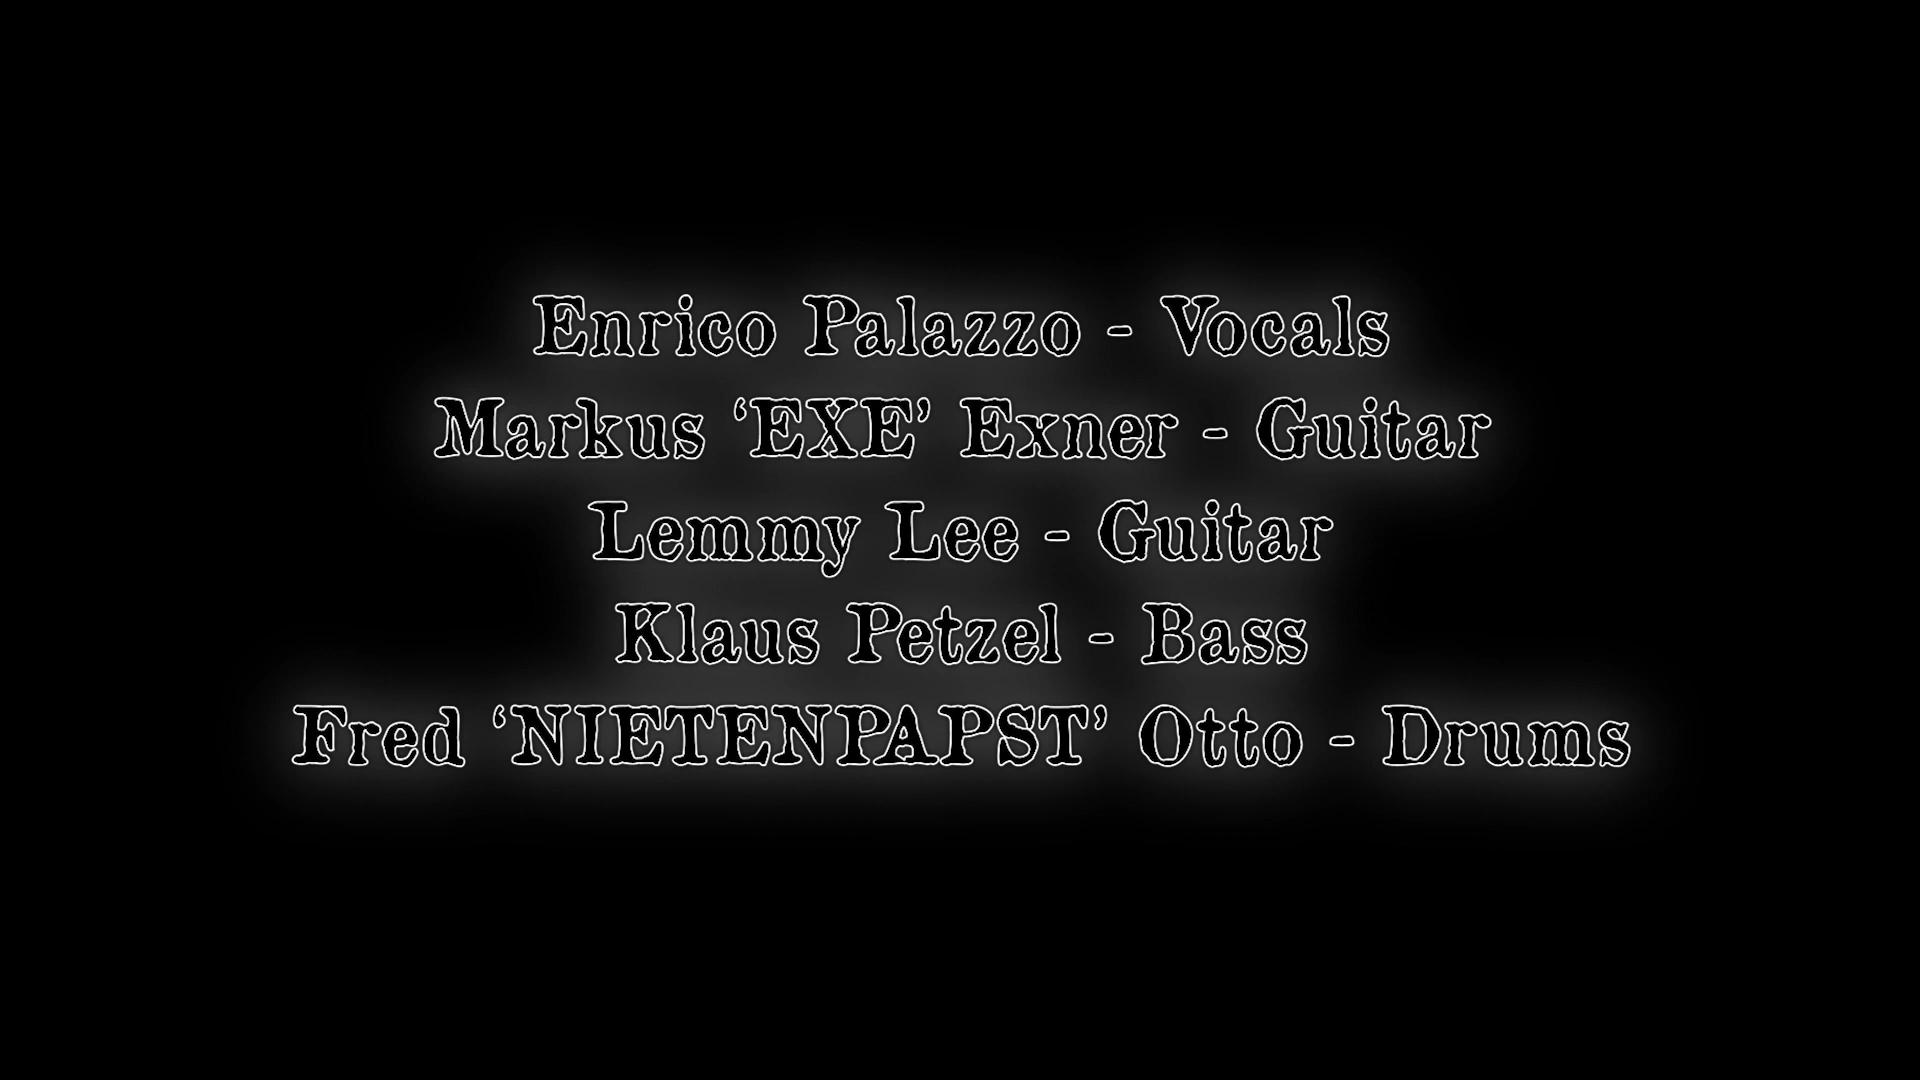 Enrico Palazzo - Vocals
Markus ‘EXE’ Exner - Guitar
Lemmy Lee - Guitar
Klaus Petzel - Bass
Fred ‘NIETENPAPST’ Otto - Drums